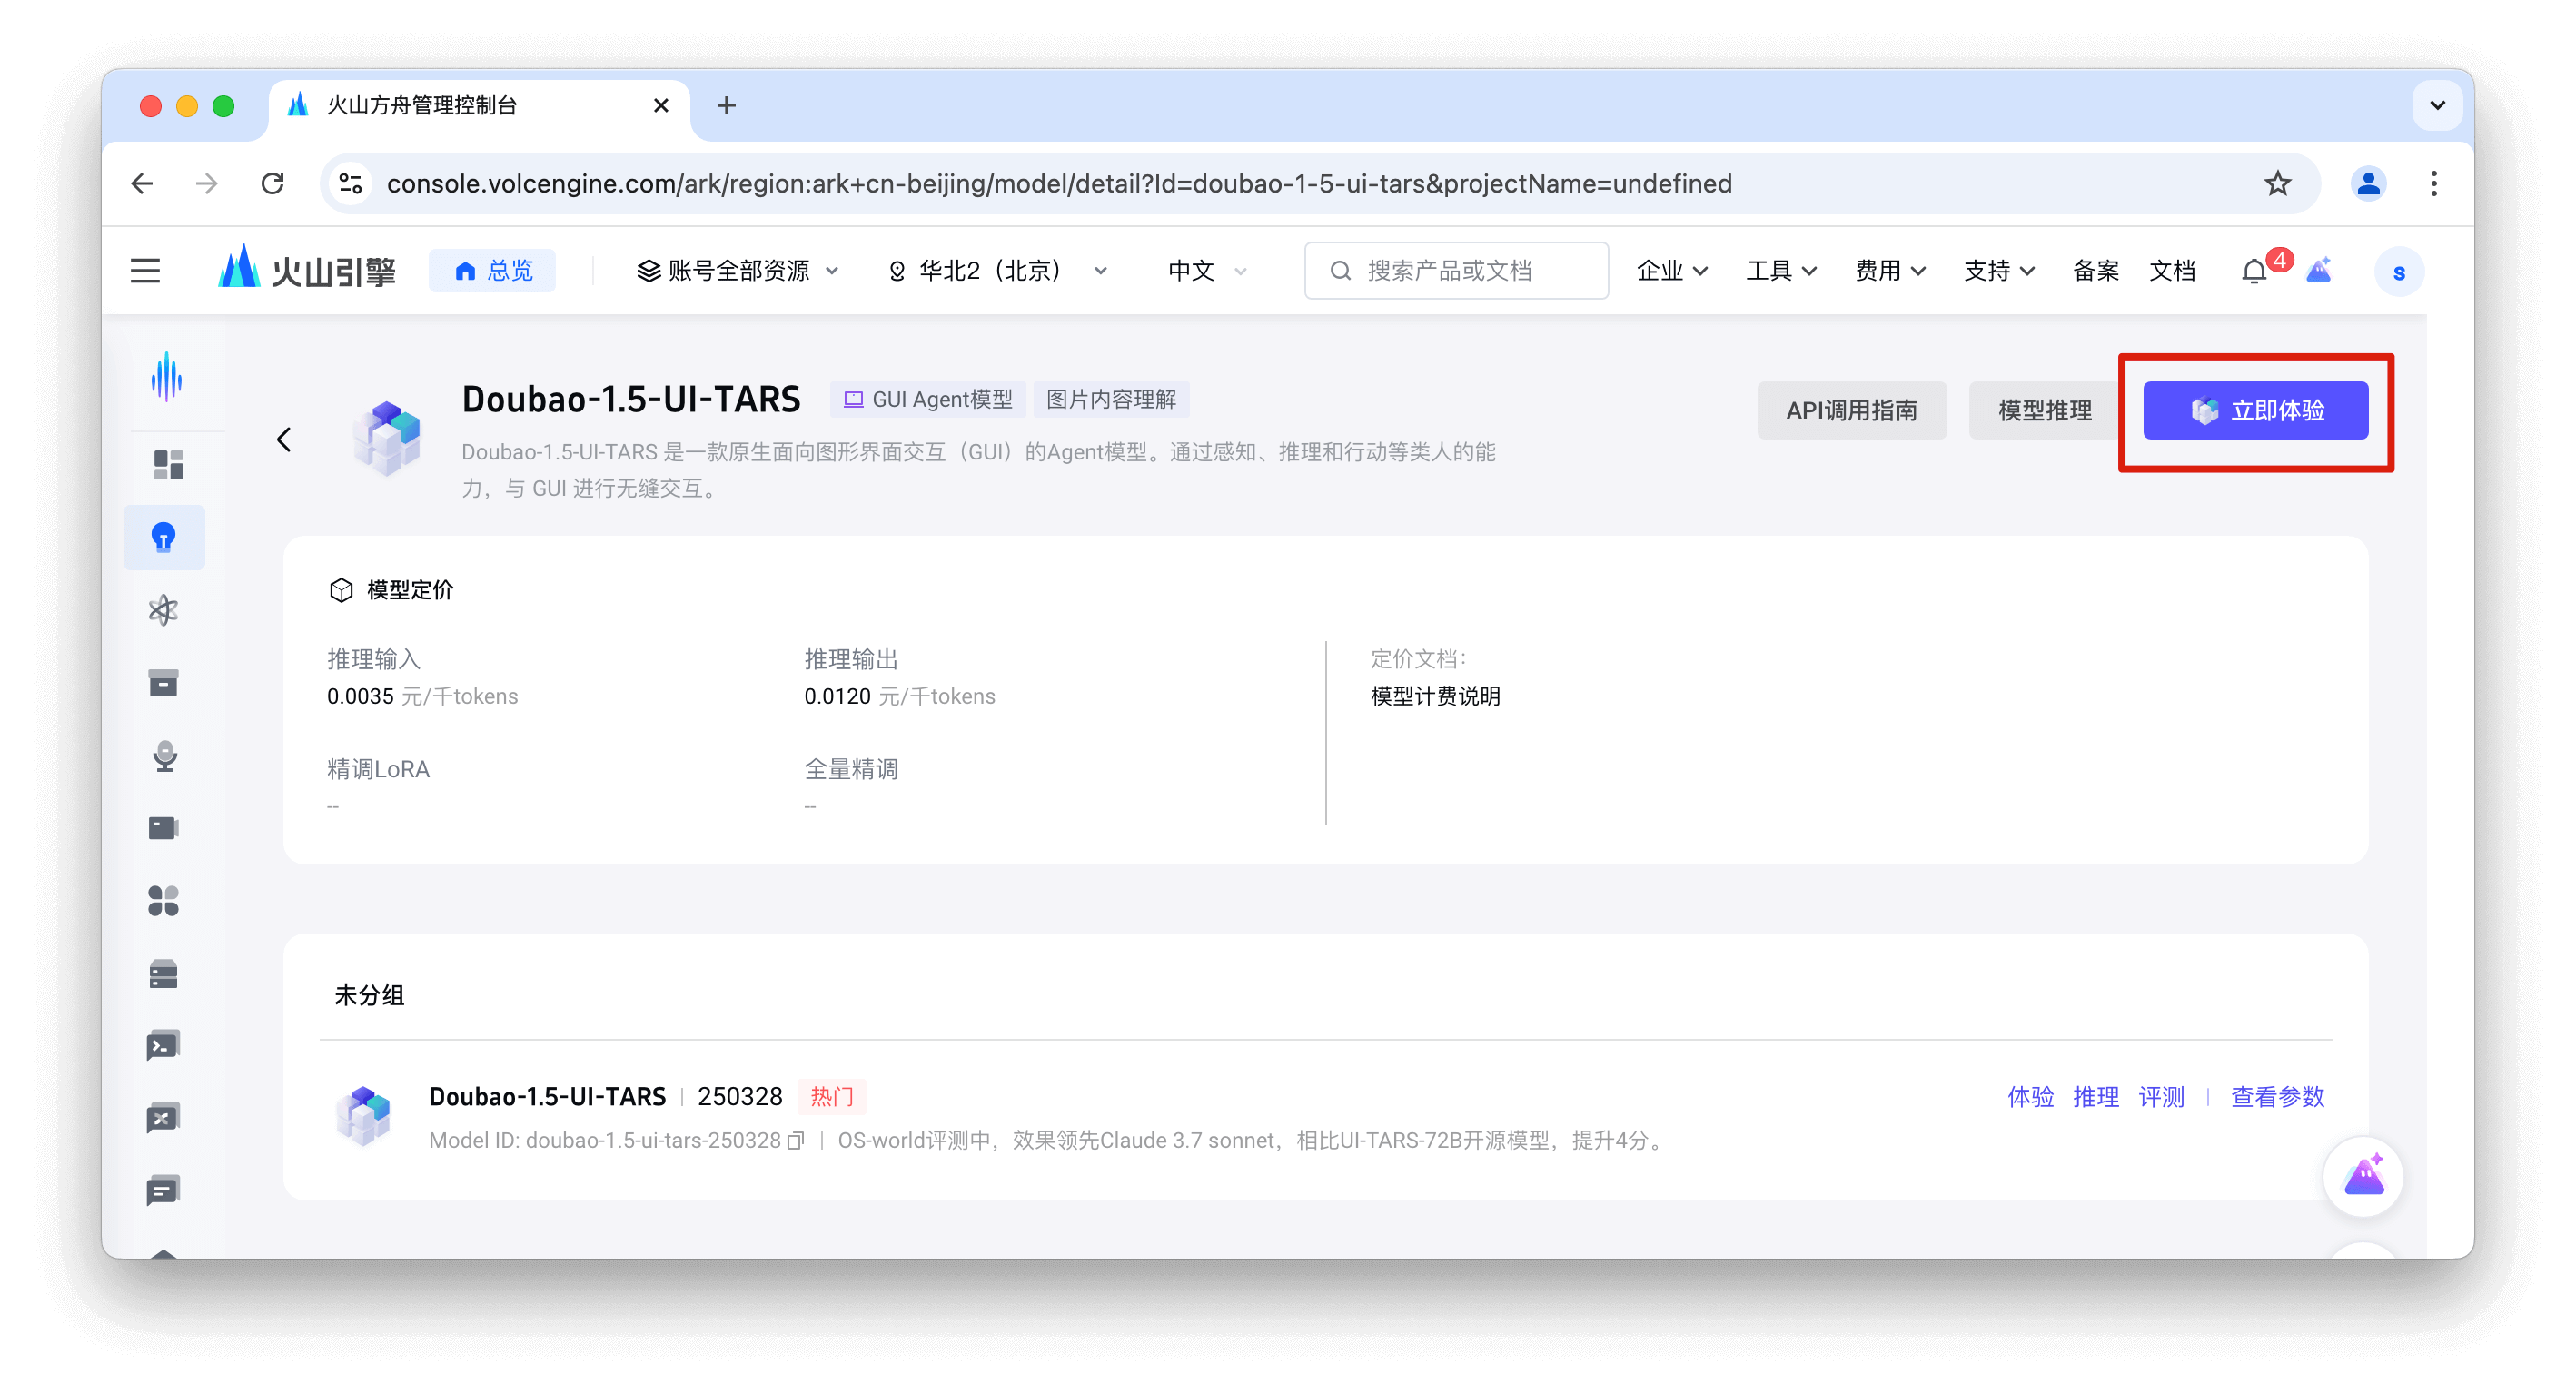 火山方舟管理控制台
console.volcengine.com/ark/region:ark+cn-beijing/model/detail?Id=doubao-1-5-ui-tars&projectName=undefined
火山引擎 总览 账号全部资源 华北2（北京） 中文 搜索产品或文档 企业 工具 费用 支持 备案 文档 4 s
Doubao-1.5-UI-TARS GUI Agent模型 图片内容理解
API调用指南 模型推理 立即体验
Doubao-1.5-UI-TARS 是一款原生面向图形界面交互（GUI）的Agent模型。通过感知、推理和行动等类人的能
力，与 GUI 进行无缝交互。
模型定价
推理输入 推理输出 定价文档：
0.0035 元/千tokens 0.0120 元/千tokens 模型计费说明
精调LoRA 全量精调
-- --
未分组
Doubao-1.5-UI-TARS | 250328 热门 体验 推理 评测 | 查看参数
Model ID: doubao-1.5-ui-tars-250328 | OS-world评测中，效果领先Claude 3.7 sonnet，相比UI-TARS-72B开源模型，提升4分。